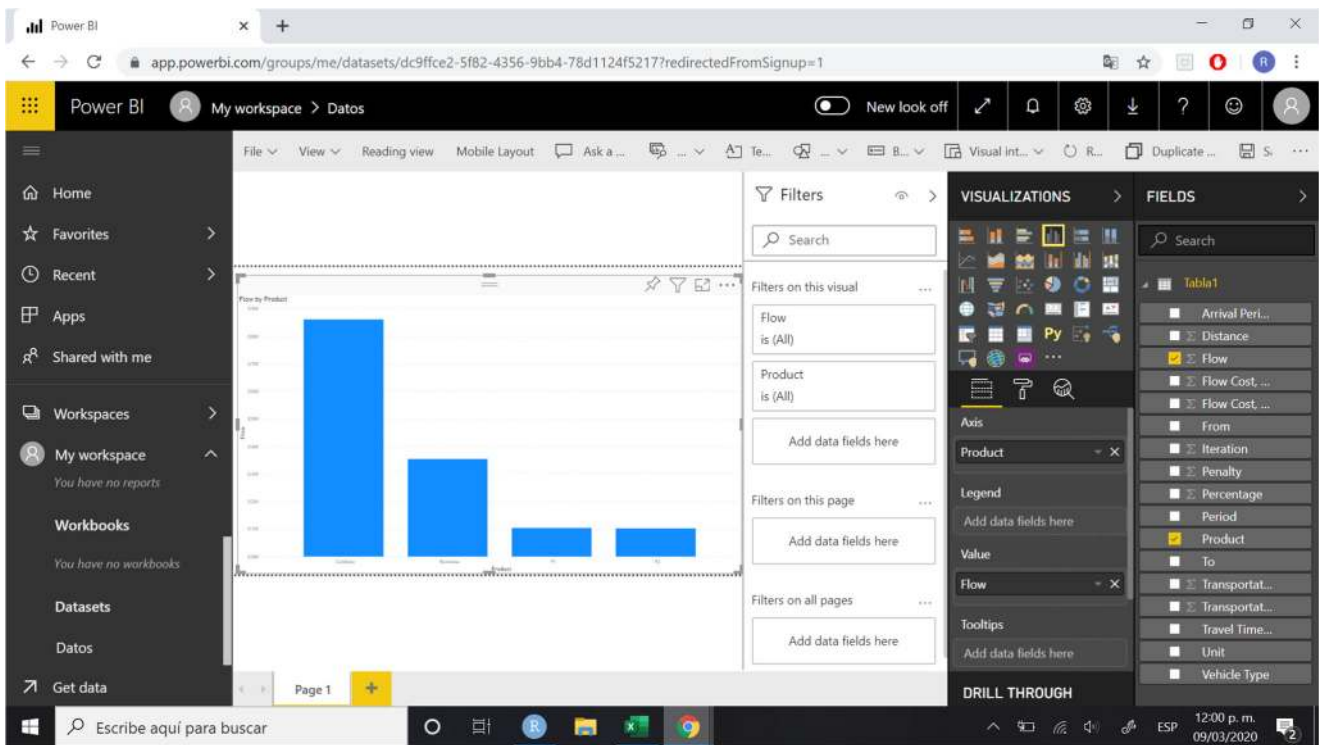 Power BI
app.powerbi.com/groups/me/datasets/dc9ffce2-5f82-4356-9bb4-78d1124f5217?redirectedFromSignup=1
R
Power BI
My workspace > Datos
New look off
File
View
Reading view
Mobile Layout
Ask a ...
...
Te...
...
B...
Visual int...
R...
Duplicate ...
S.
Home
Favorites
Recent
Apps
Shared with me
Workspaces
My workspace
You have no reports
Workbooks
You have no workbooks
Datasets
Datos
Get data
Flow by Product
Flow
Product
Page 1
Filters
Search
Filters on this visual
Flow
is (All)
Product
is (All)
Add data fields here
Filters on this page
Add data fields here
Filters on all pages
Add data fields here
VISUALIZATIONS
Py
Axis
Product
Legend
Add data fields here
Value
Flow
Tooltips
Add data fields here
DRILL THROUGH
FIELDS
Search
Tabla1
Arrival Peri...
Distance
Flow
Flow Cost, ...
Flow Cost, ...
From
Iteration
Penalty
Percentage
Period
Product
To
Transportat...
Transportat...
Travel Time...
Unit
Vehicle Type
Escribe aquí para buscar
R
ESP
12:00 p. m.
09/03/2020
2